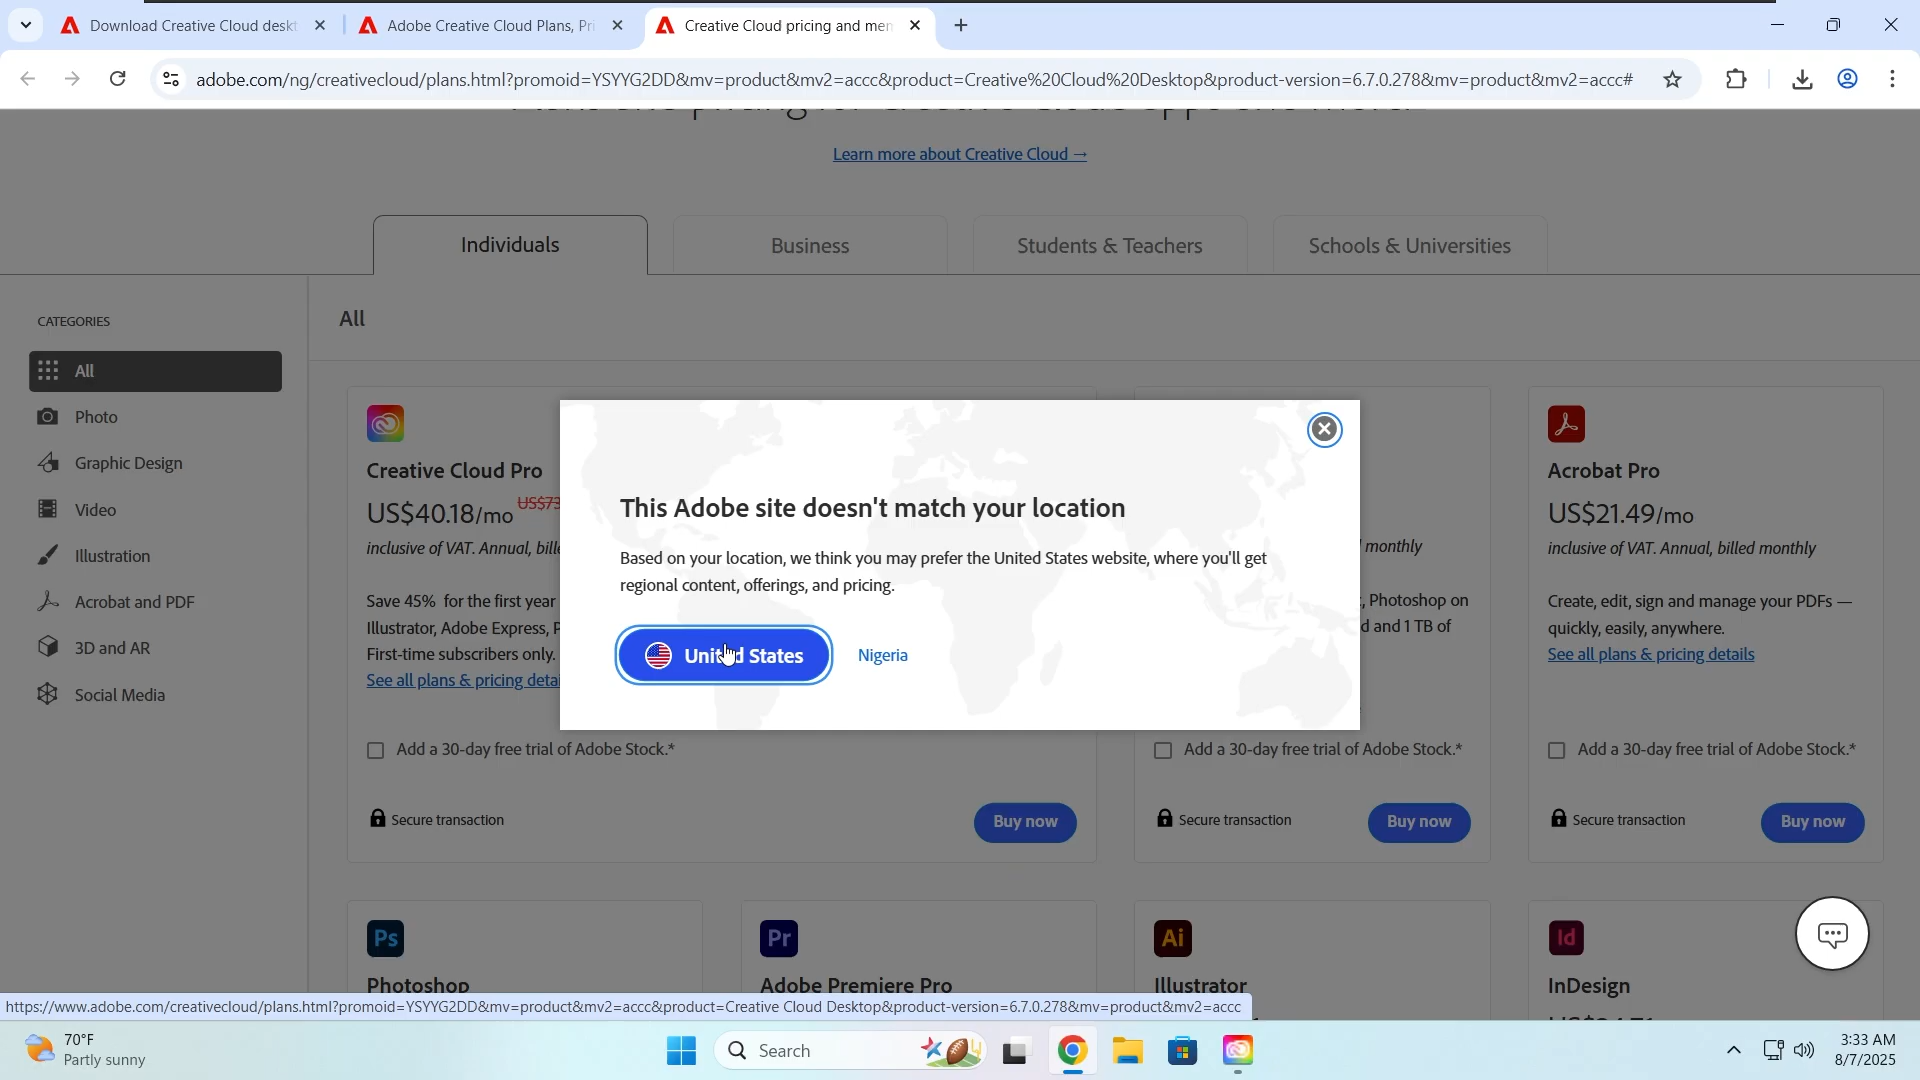 Download Creative Cloud deskt
Adobe Creative Cloud Plans, Pri
Creative Cloud pricing and mem
adobe.com/ng/creativecloud/plans.html?promoid=YSYYG2DD&mv=product&mv2=accc&product=Creative%20Cloud%20Desktop&product-version=6.7.0.278&mv=product&mv2=accc#
Learn more about Creative Cloud →
Individuals
Business
Students & Teachers
Schools & Universities
CATEGORIES
All
Photo
Graphic Design
Video
Illustration
Acrobat and PDF
3D and AR
Social Media
All
Creative Cloud Pro
US$40.18/mo US$73
inclusive of VAT. Annual, bille
Save 45% for the first year
Illustrator, Adobe Express, P
First-time subscribers only.
See all plans & pricing detai
Add a 30-day free trial of Adobe Stock.*
Secure transaction
Buy now
This Adobe site doesn't match your location
Based on your location, we think you may prefer the United States website, where you'll get
regional content, offerings, and pricing.
United States
Nigeria
monthly
, Photoshop on
d and 1 TB of
Add a 30-day free trial of Adobe Stock.*
Secure transaction
Buy now
Acrobat Pro
US$21.49/mo
inclusive of VAT. Annual, billed monthly
Create, edit, sign and manage your PDFs —
quickly, easily, anywhere.
See all plans & pricing details
Add a 30-day free trial of Adobe Stock.*
Secure transaction
Buy now
Ps
Photoshop
Pr
Adobe Premiere Pro
Ai
Illustrator
Id
InDesign
https://www.adobe.com/creativecloud/plans.html?promoid=YSYYG2DD&mv=product&mv2=accc&product=Creative Cloud Desktop&product-version=6.7.0.278&mv=product&mv2=accc
70°F
Partly sunny
Search
3:33 AM
8/7/2025